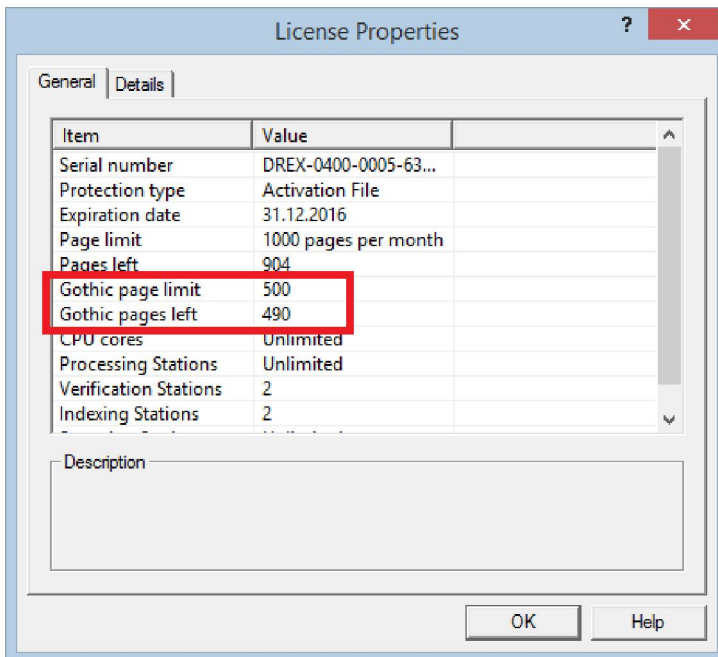 License Properties
?
×
General
Details
Item Value
Serial number DREX-0400-0005-63...
Protection type Activation File
Expiration date 31.12.2016
Page limit 1000 pages per month
Pages left 904
Gothic page limit 500
Gothic pages left 490
CPU cores Unlimited
Processing Stations Unlimited
Verification Stations 2
Indexing Stations 2
Description
OK
Help